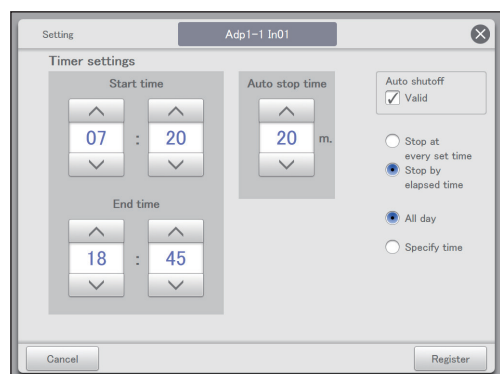 Setting
Adp1-1 In01
Timer settings
Start time
07 : 20
End time
18 : 45
Auto stop time
20 m.
Auto shutoff
Valid
Stop at
every set time
Stop by
elapsed time
All day
Specify time
Cancel
Register